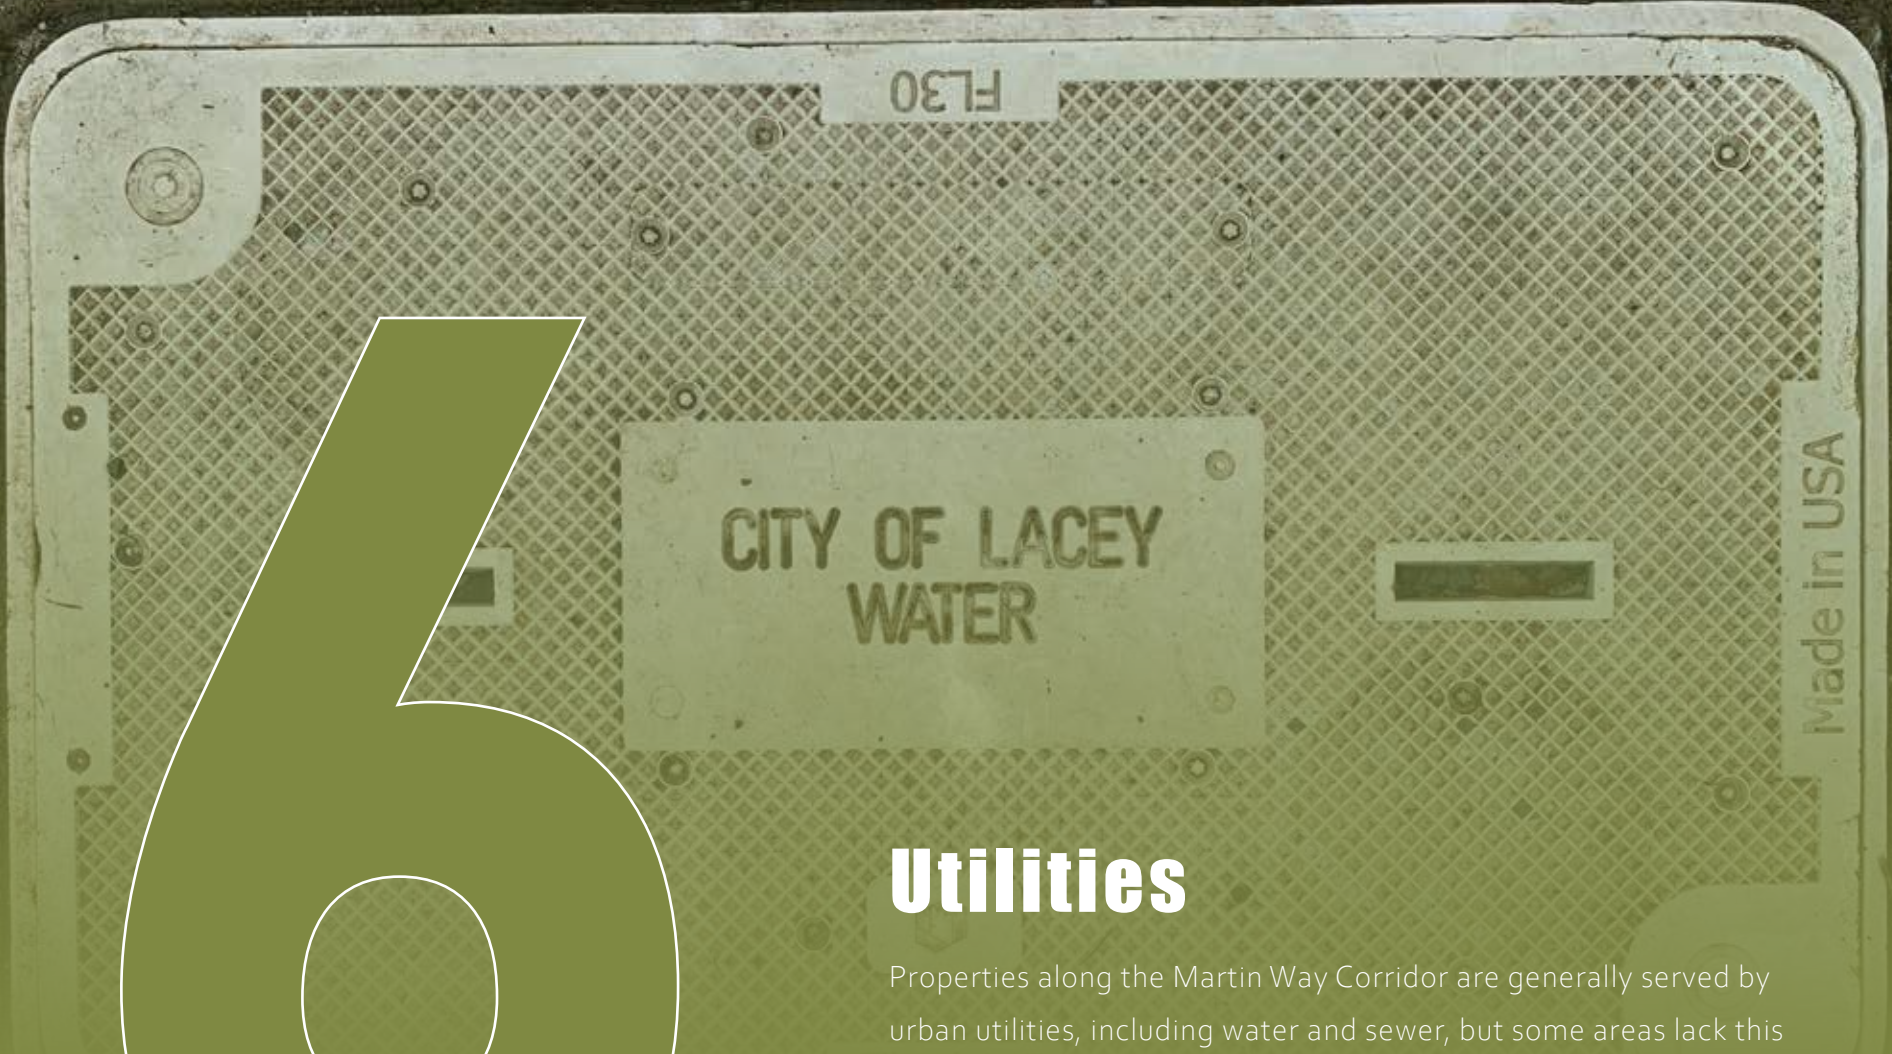 FL30
CITY OF LACEY
WATER
Made in USA
6
Utilities
Properties along the Martin Way Corridor are generally served by
urban utilities, including water and sewer, but some areas lack this